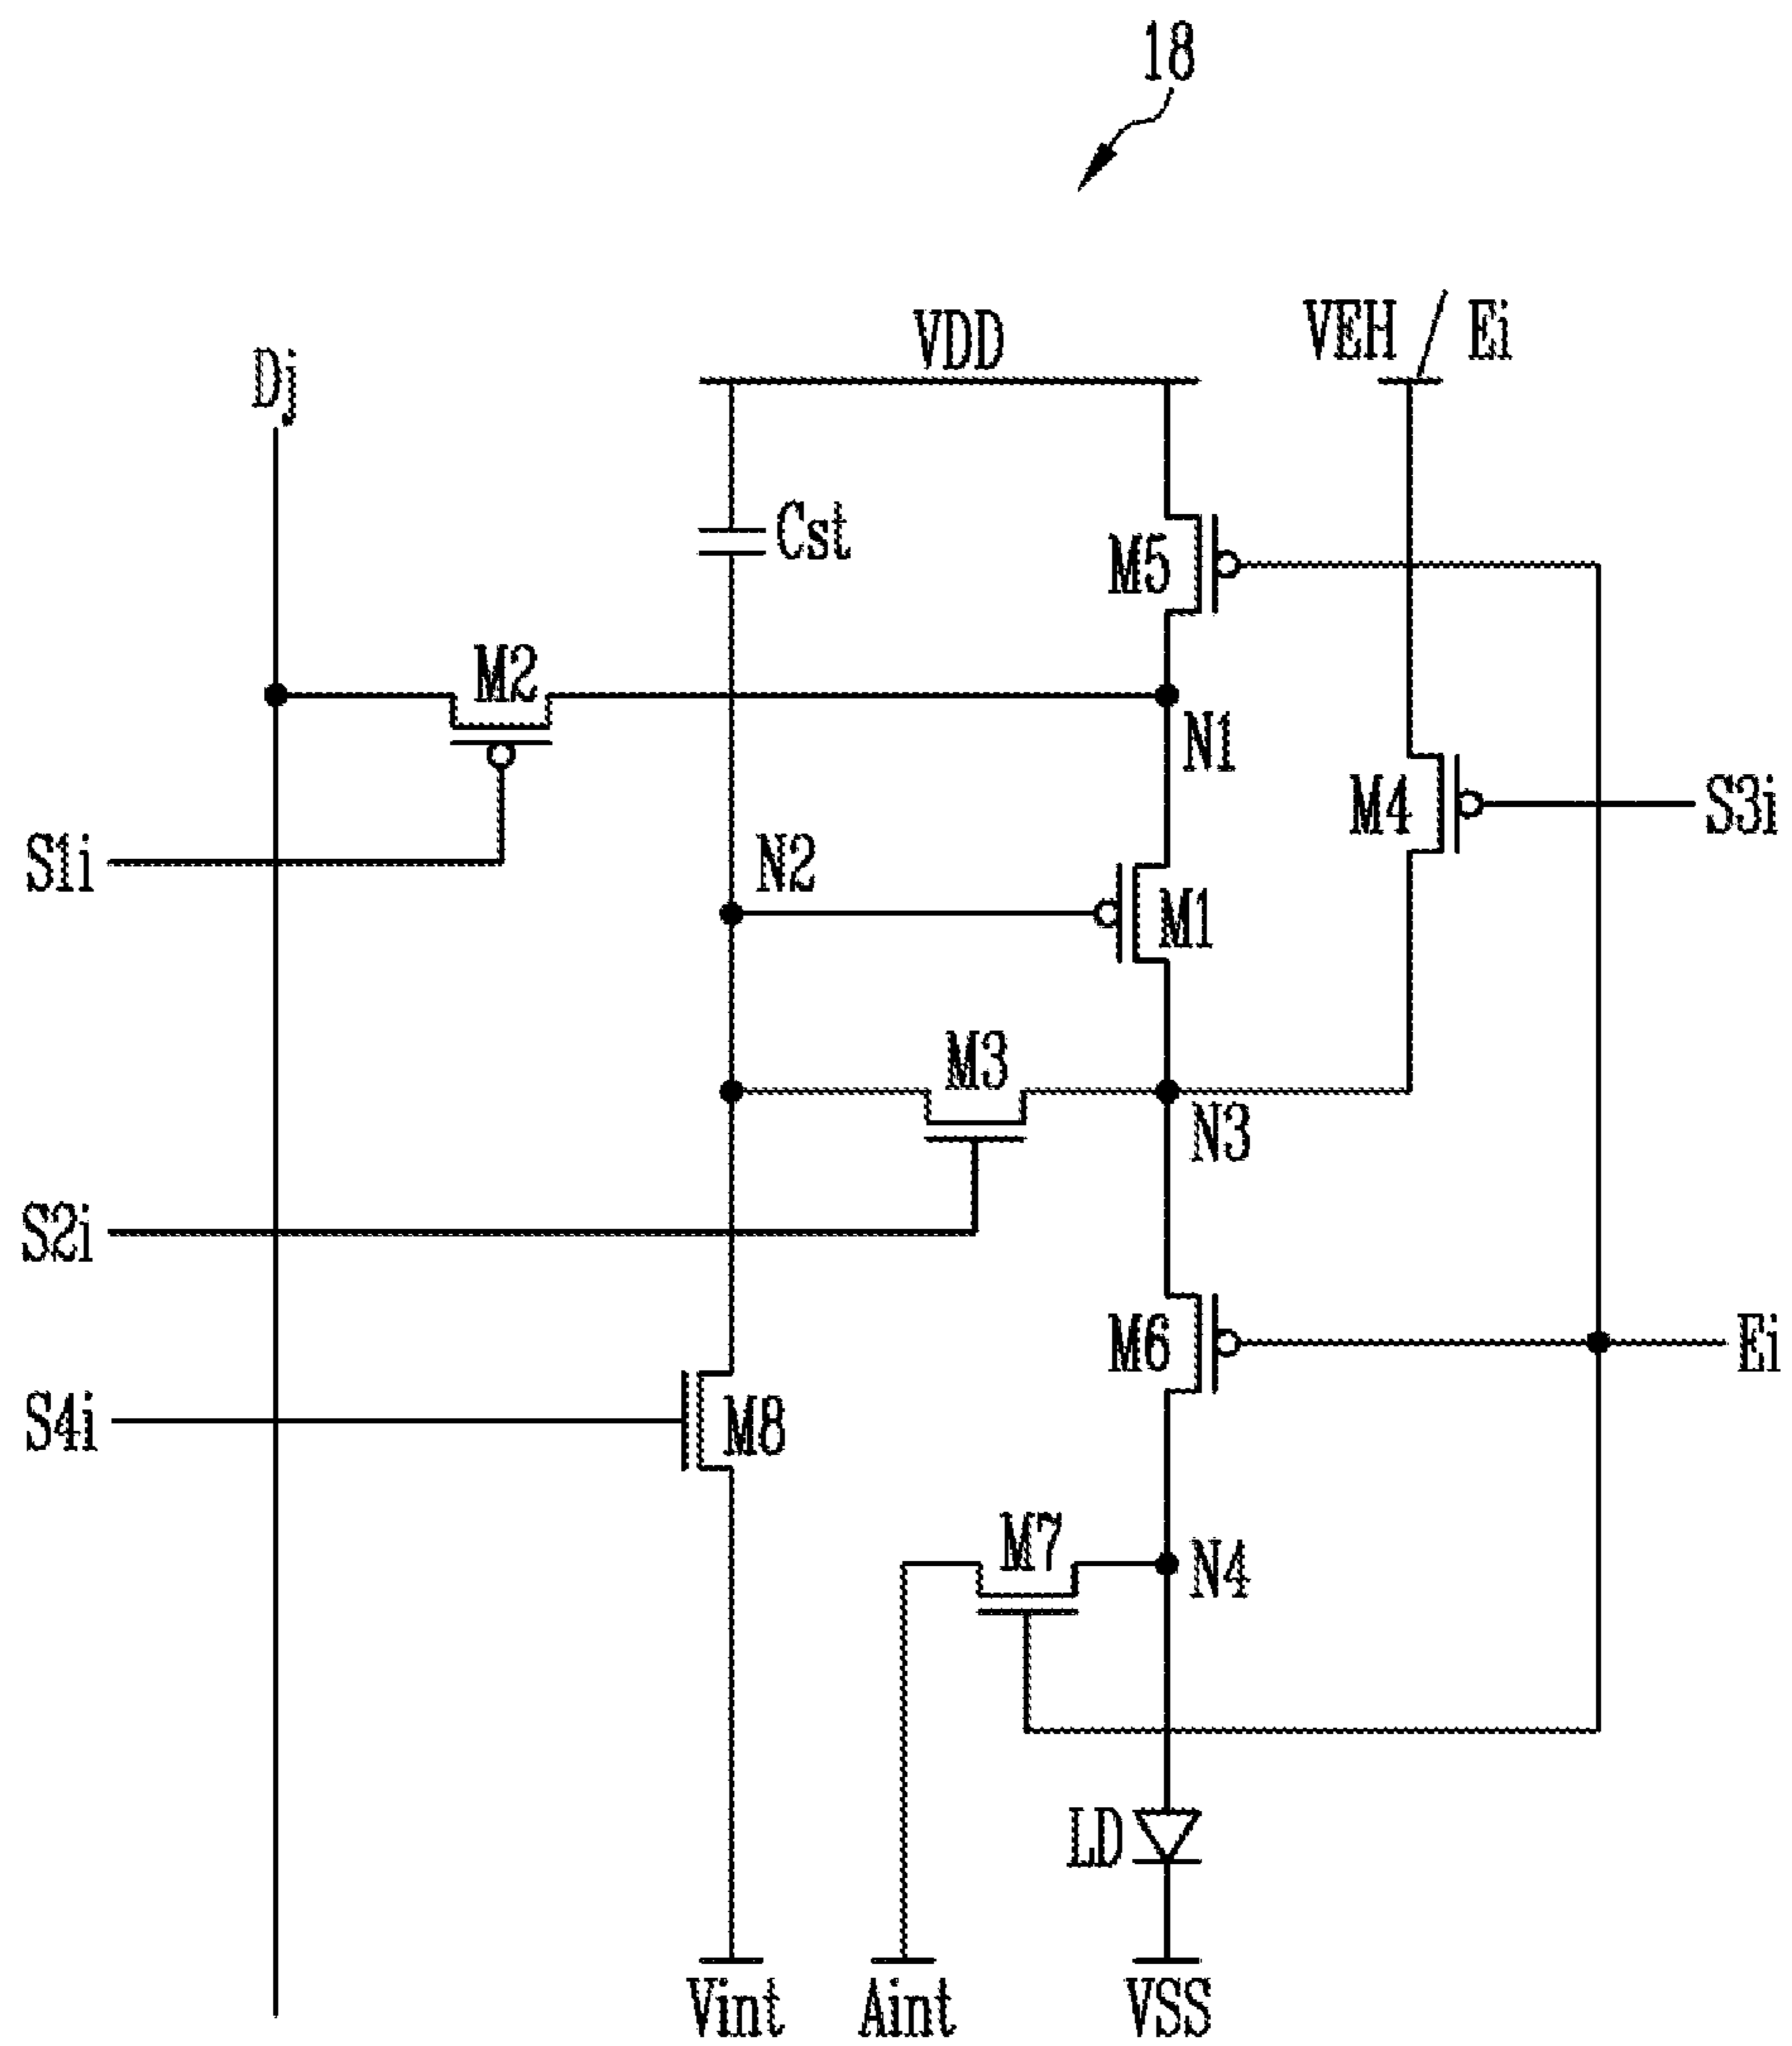 18
VDD
VEH / Ei
Dj
Cst
M5
M2
N1
M4
S3i
S1i
N2
M1
M3
N3
S2i
M6
Ei
S4i
M8
M7
N4
LD
Vint
Aint
VSS